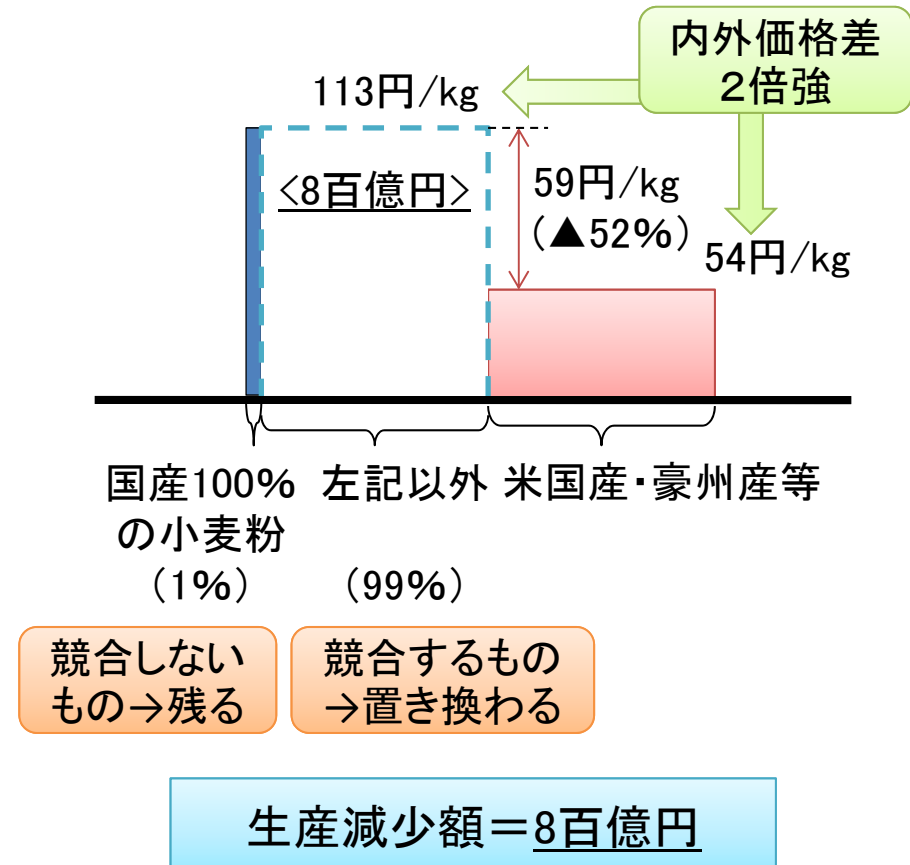 内外価格差
２倍強
113円/kg
<8百億円>
59円/kg
(▲52%)
54円/kg
国産100%
の小麦粉
(1%)
左記以外
(99%)
米国産・豪州産等
競合しない
もの→残る
競合するもの
→置き換わる
生産減少額＝8百億円